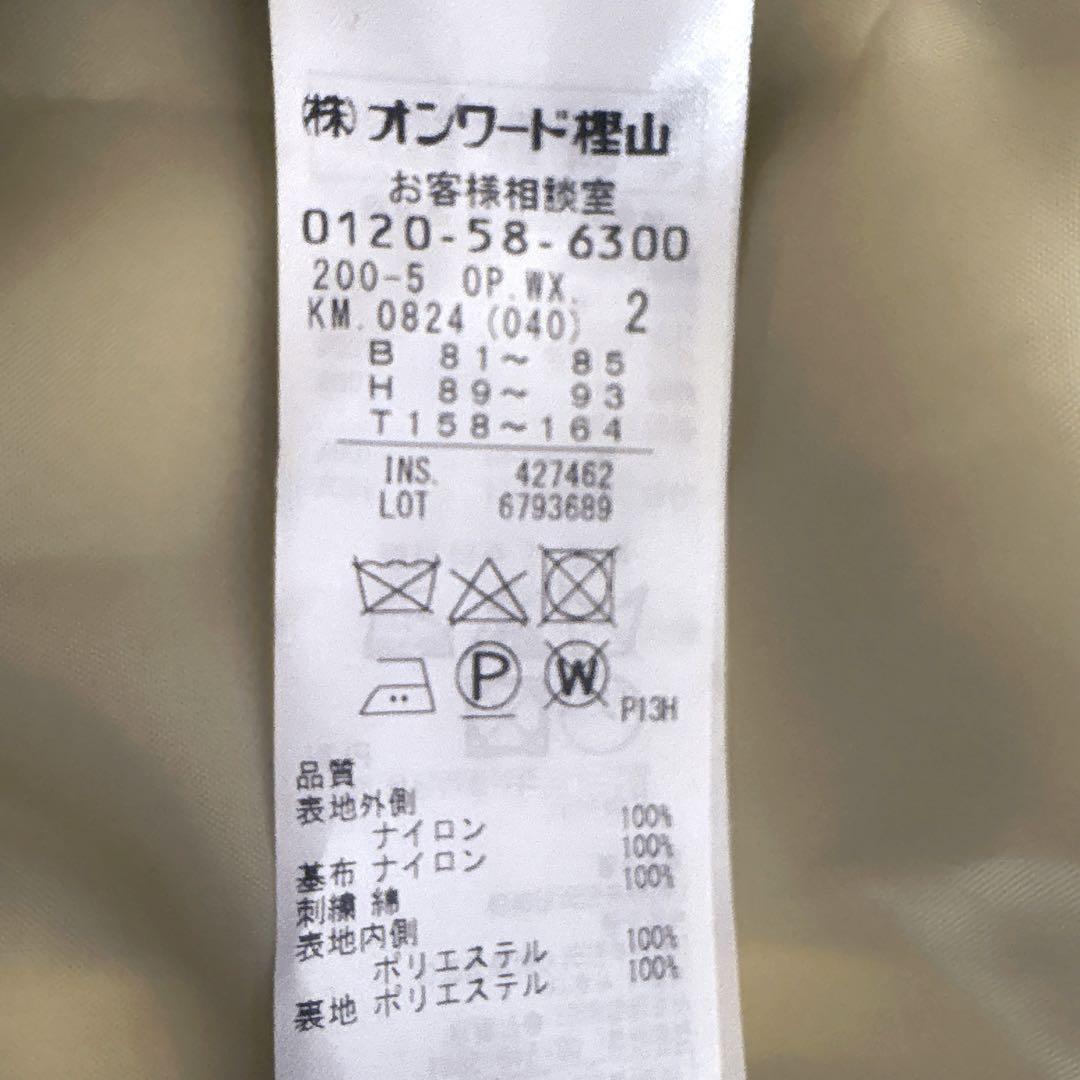 (株)オンワード樫山
お客様相談室
0120-58-6300
200-5 OP.WX.
KM.0824 (040) 2
B 81～ 85
H 89～ 93
T158～164
INS. 427462
LOT 6793689
P
W
P13H
品質
表地外側
ナイロン 100%
基布 ナイロン 100%
刺繍 綿 100%
表地内側
ポリエステル 100%
裏地 ポリエステル 100%